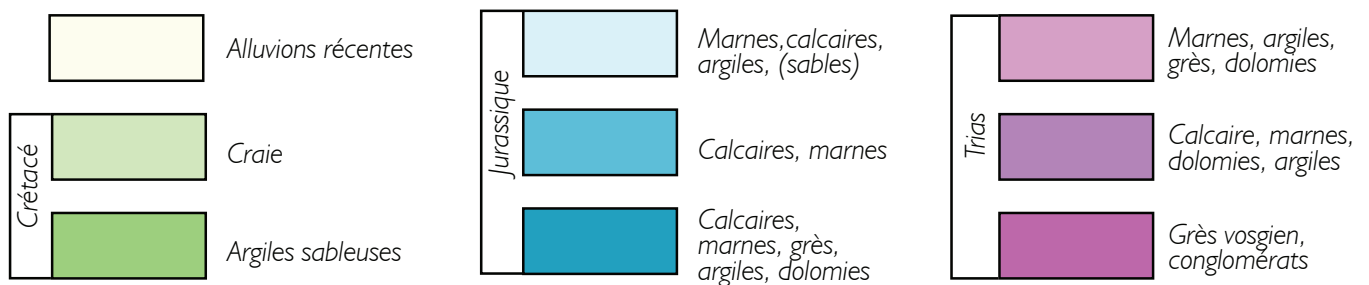 Alluvions récentes
Crétacé
Craie
Argiles sableuses
Jurassique
Marnes,calcaires,
argiles, (sables)
Calcaires, marnes
Calcaires,
marnes, grès,
argiles, dolomies
Trias
Marnes, argiles,
grès, dolomies
Calcaire, marnes,
dolomies, argiles
Grès vosgien,
conglomérats